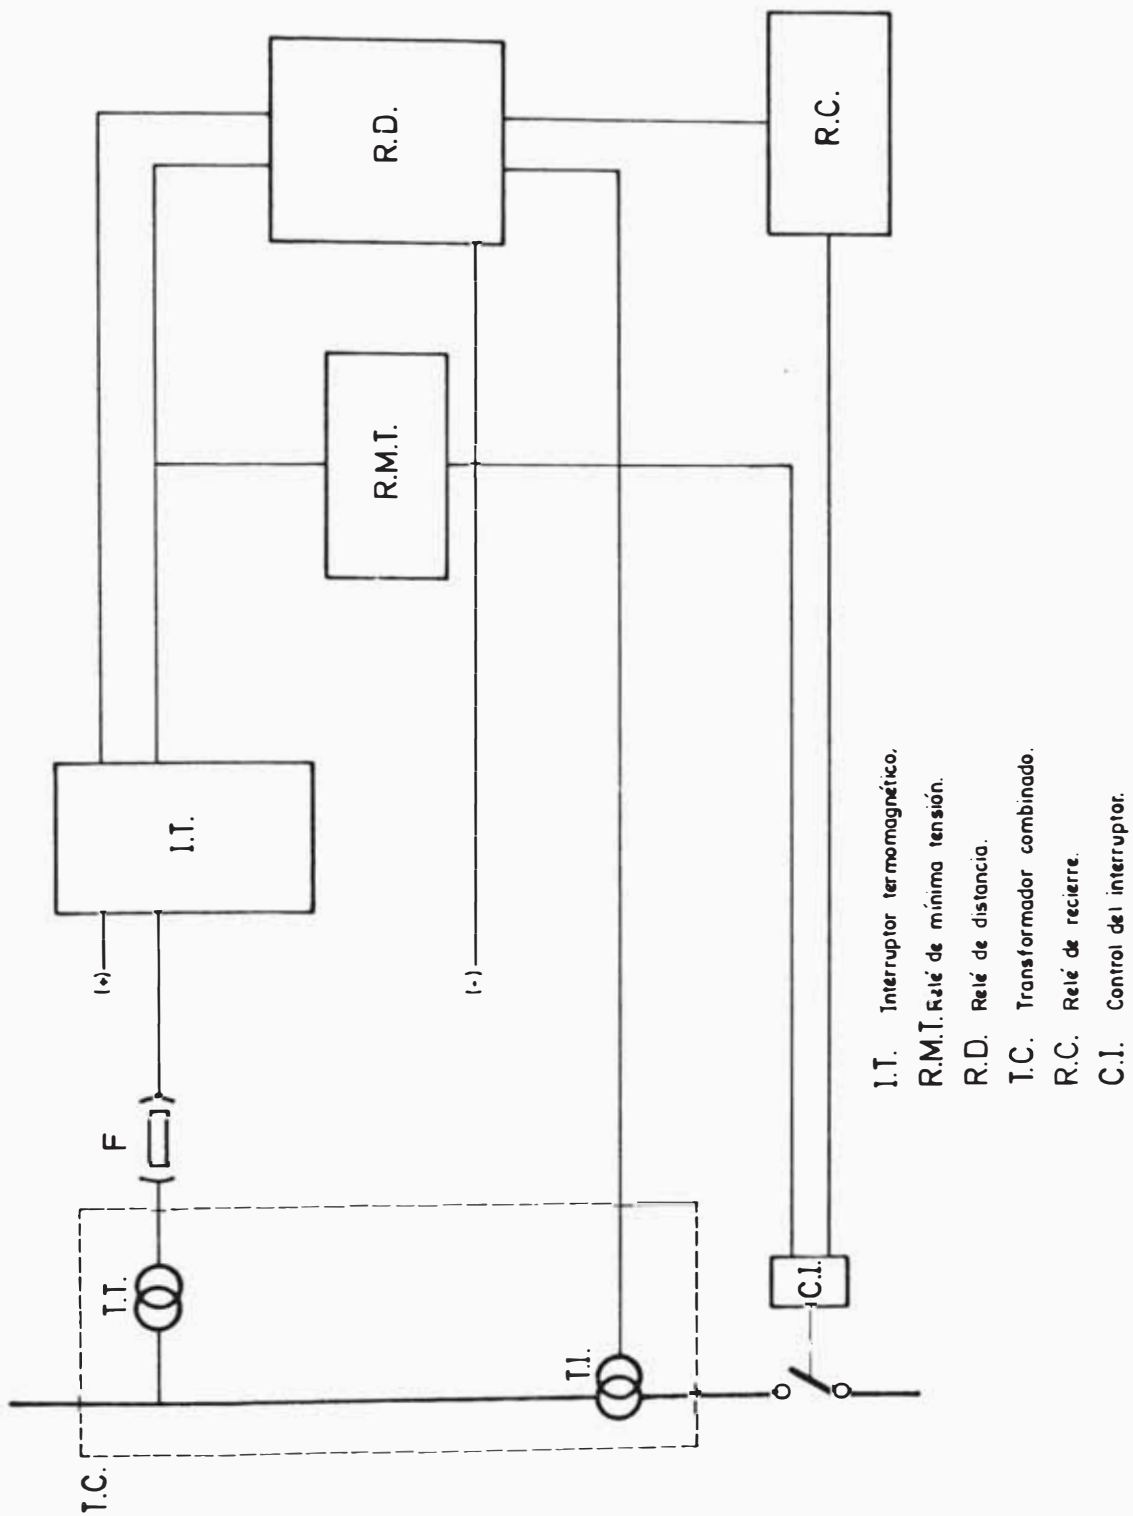 T.C.
T.T.
T.I.
F
(+)
(-)
I.T.
R.M.T.
R.D.
R.C.
C.I.
I.T. Interruptor termomagnético.
R.M.T. Relé de mínima tensión.
R.D. Relé de distancia.
T.C. Transformador combinado.
R.C. Relé de recierre.
C.I. Control del interruptor.